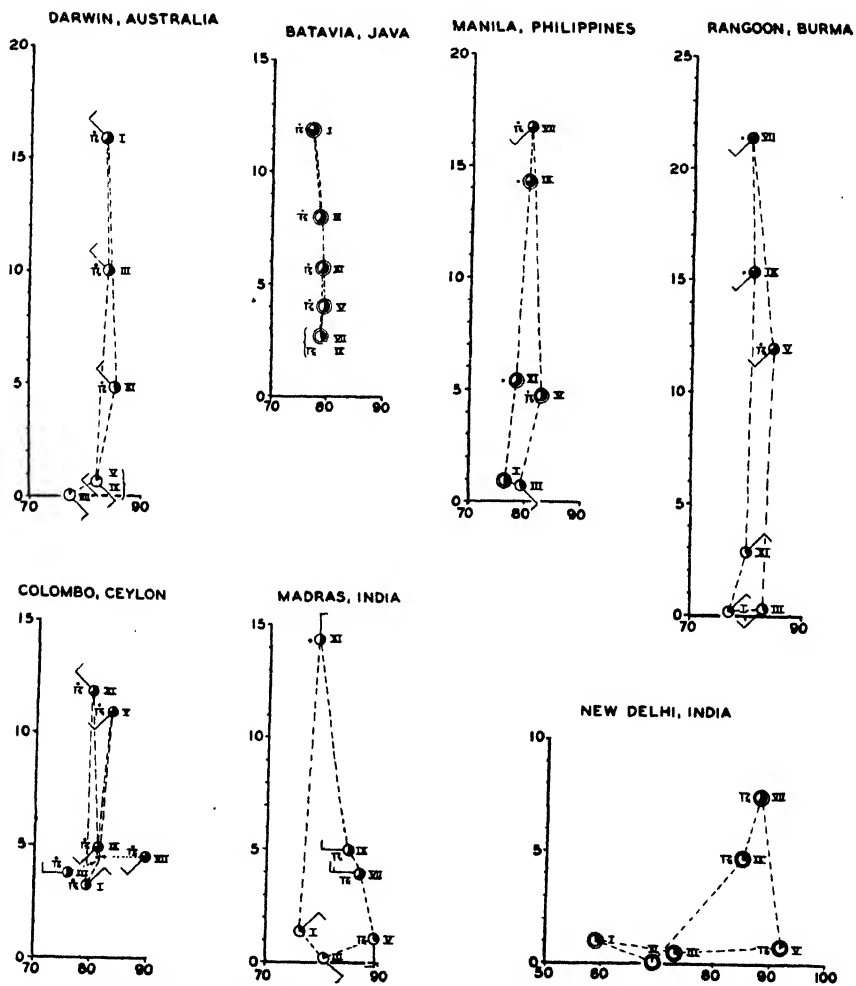 DARWIN, AUSTRALIA
20
15
10
5
0
70
80
90
I
III
XI
V
IX
VII
BATAVIA, JAVA
15
10
5
0
70
80
90
I
III
XI
V
VII
IX
MANILA, PHILIPPINES
20
15
10
5
0
70
80
90
VII
IX
XI
V
I
III
RANGOON, BURMA
25
20
15
10
5
0
70
80
90
VII
IX
V
XI
I
III
COLOMBO, CEYLON
15
10
5
0
70
80
90
XI
V
IX
VII
III
I
MADRAS, INDIA
15
10
5
0
70
80
90
XI
IX
VII
I
V
III
NEW DELHI, INDIA
10
5
0
50
60
70
80
90
100
VII
IX
I
XI
III
V